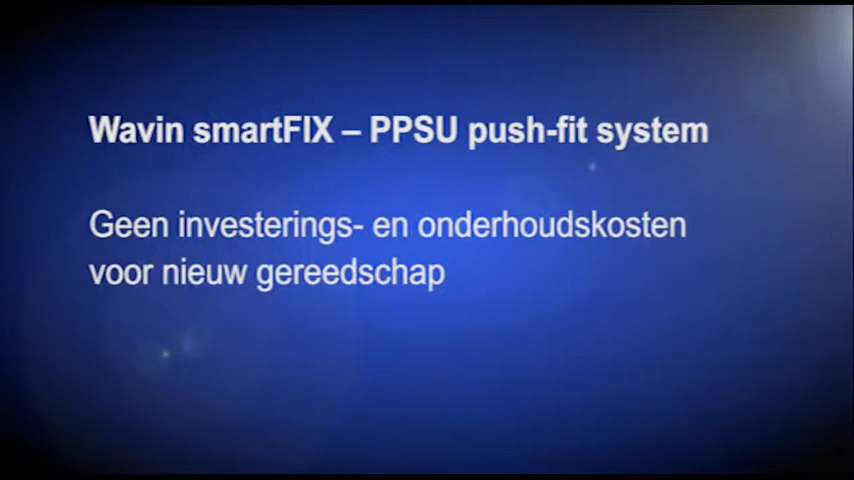 Wavin smartFIX – PPSU push-fit system
Geen investerings- en onderhoudskosten
voor nieuw gereedschap